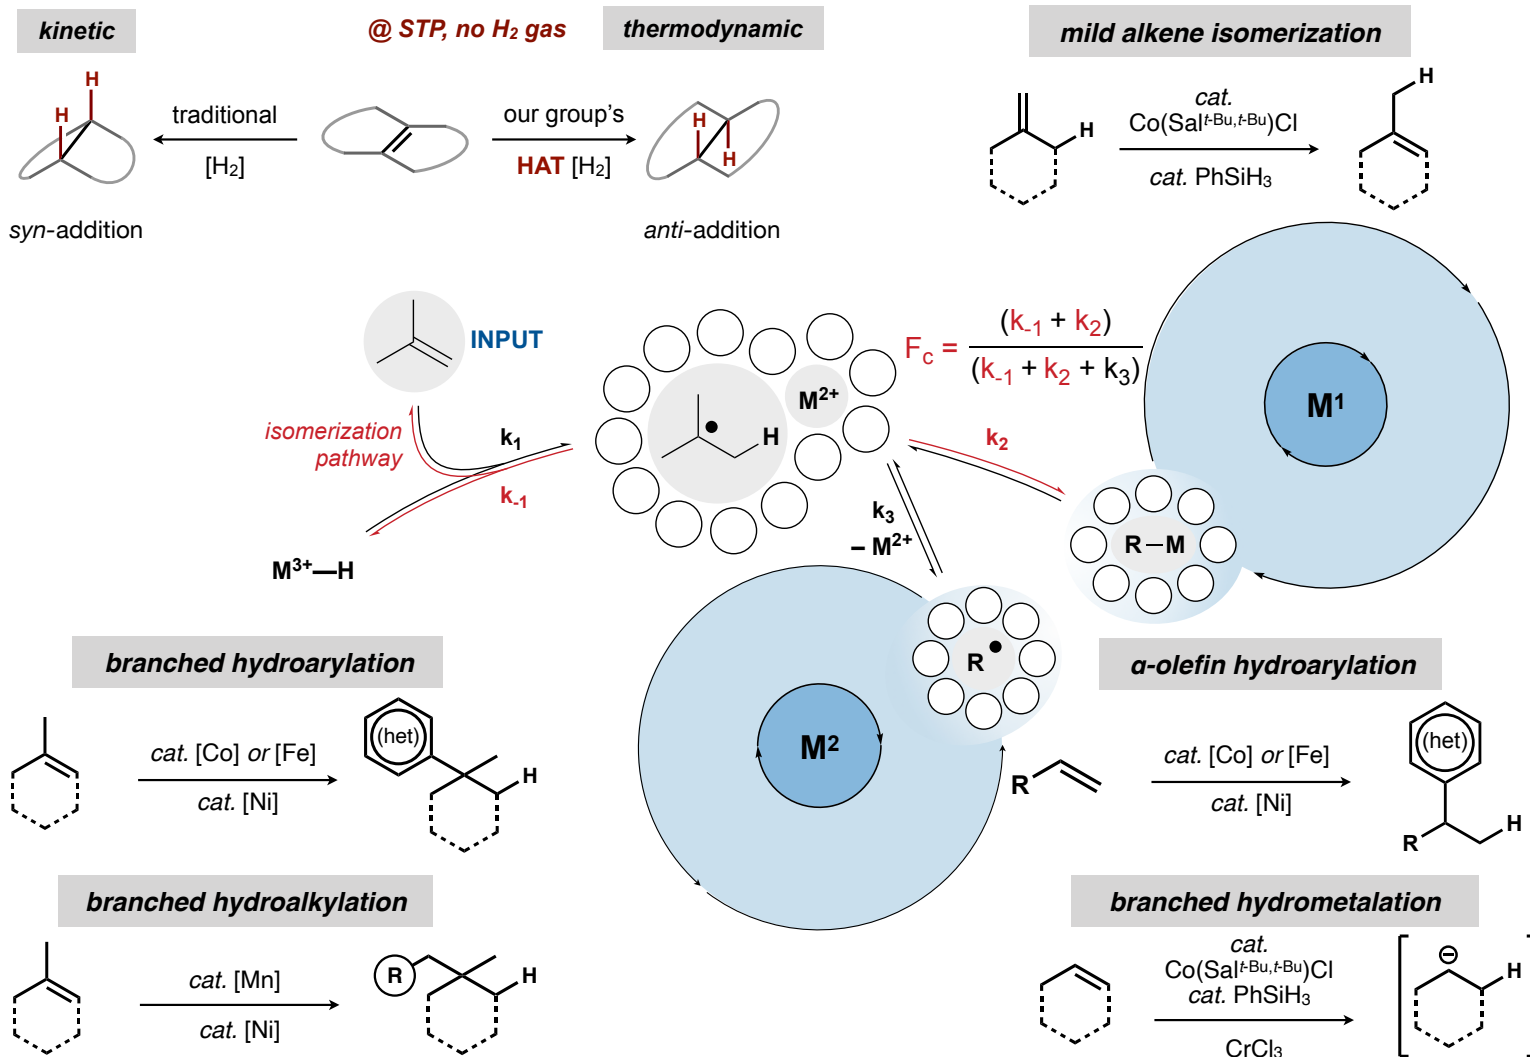 kinetic
@ STP, no H₂ gas
thermodynamic
H
H
traditional
[H₂]
our group's
HAT [H₂]
H
H
syn-addition
anti-addition
mild alkene isomerization
H
cat.
Co(Sal^t-Bu,t-Bu)Cl
cat. PhSiH₃
H
INPUT
isomerization
pathway
k₁
k₋₁
M³⁺—H
M²⁺
H
F_c = (k₋₁ + k₂)
(k₋₁ + k₂ + k₃)
k₂
k₃
– M²⁺
M¹
R–M
R•
M²
branched hydroarylation
cat. [Co] or [Fe]
cat. [Ni]
(het)
H
α-olefin hydroarylation
R
cat. [Co] or [Fe]
cat. [Ni]
(het)
R
H
branched hydroalkylation
cat. [Mn]
cat. [Ni]
R
H
branched hydrometalation
cat.
Co(Sal^t-Bu,t-Bu)Cl
cat. PhSiH₃
CrCl₃
⊖
H